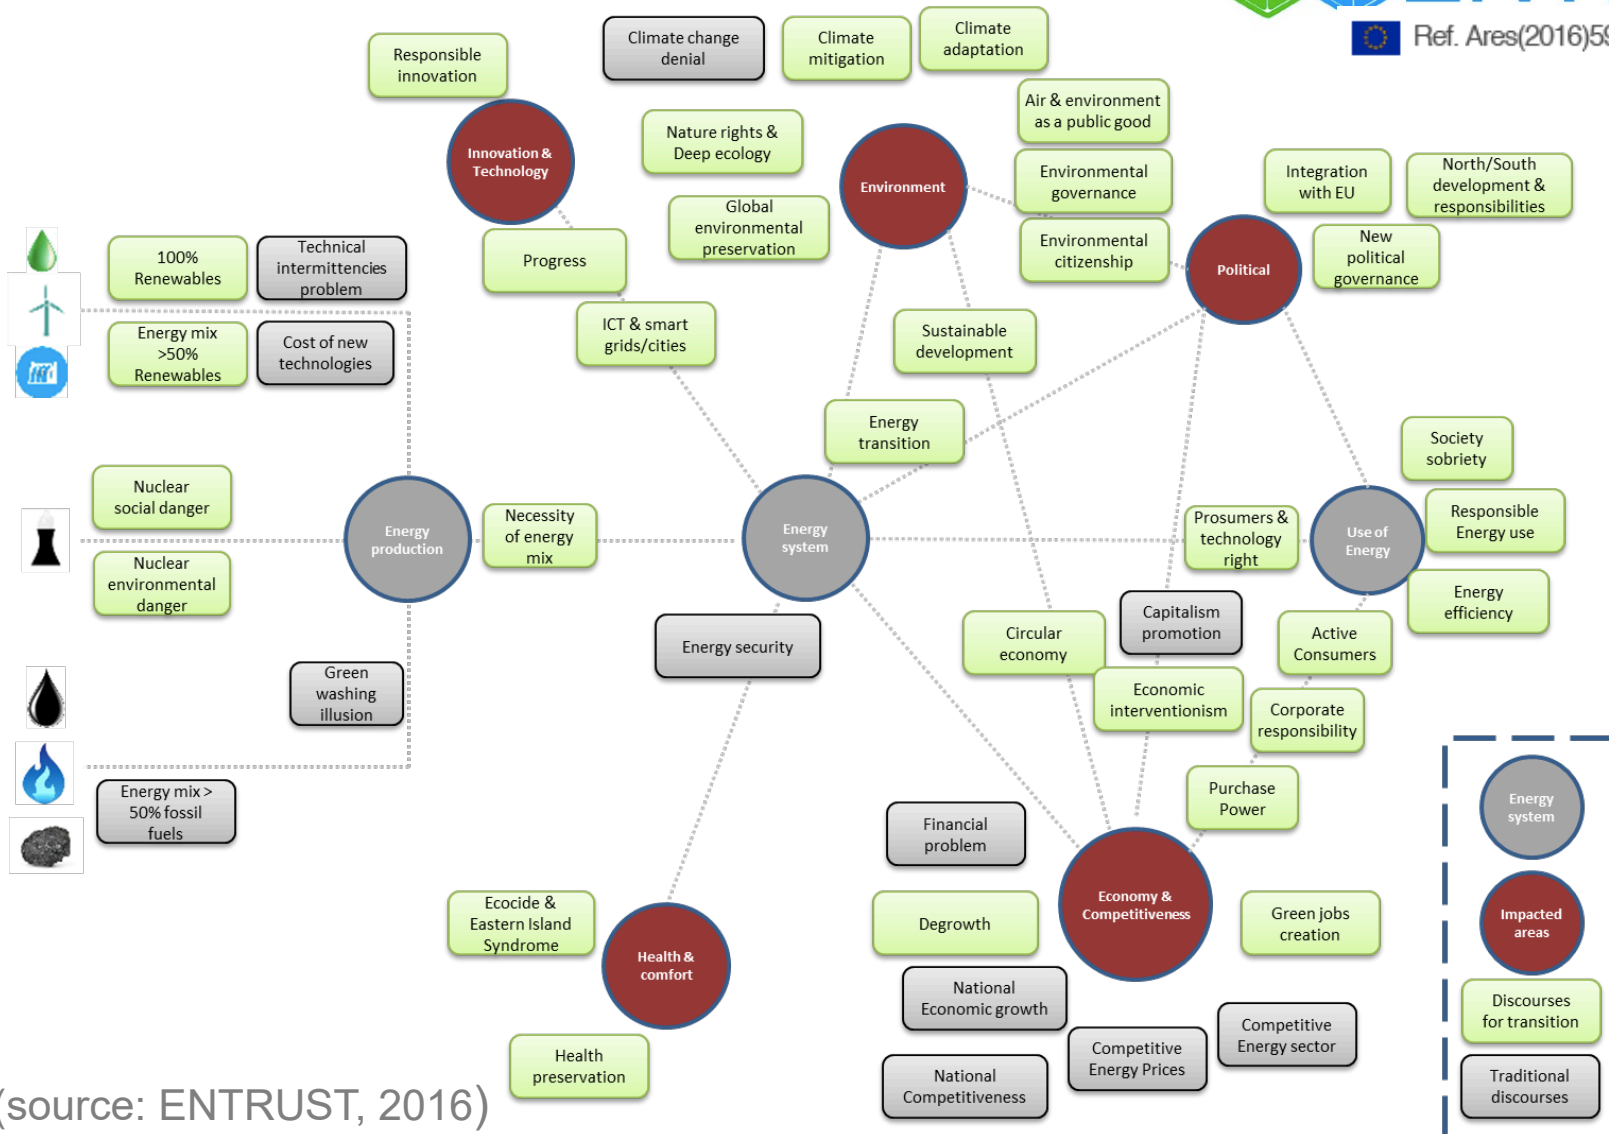 Ref. Ares(2016)59
Responsible
innovation
Climate change
denial
Climate
mitigation
Climate
adaptation
Innovation &
Technology
Nature rights &
Deep ecology
Global
environmental
preservation
Environment
Air & environment
as a public good
Environmental
governance
Environmental
citizenship
Integration
with EU
North/South
development &
responsibilities
New
political
governance
Political
100%
Renewables
Technical
intermittencies
problem
Energy mix
>50%
Renewables
Cost of new
technologies
Progress
ICT & smart
grids/cities
Sustainable
development
Energy
transition
Nuclear
social danger
Nuclear
environmental
danger
Energy
production
Necessity
of energy
mix
Energy
system
Prosumers &
technology
right
Use of
Energy
Society
sobriety
Responsible
Energy use
Energy
efficiency
Green
washing
illusion
Energy mix >
50% fossil
fuels
Energy security
Circular
economy
Capitalism
promotion
Active
Consumers
Economic
interventionism
Corporate
responsibility
Purchase
Power
Financial
problem
Degrowth
Economy &
Competitiveness
Green jobs
creation
National
Economic growth
National
Competitiveness
Competitive
Energy Prices
Competitive
Energy sector
Ecocide &
Eastern Island
Syndrome
Health &
comfort
Health
preservation
Energy
system
Impacted
areas
Discourses
for transition
Traditional
discourses
(source: ENTRUST, 2016)